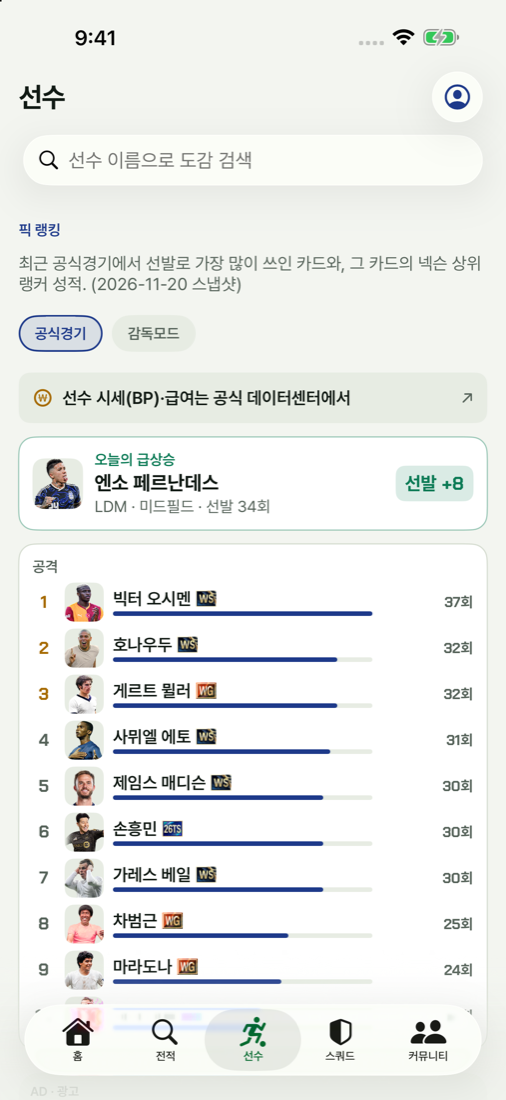 9:41
선수
선수 이름으로 도감 검색
픽 랭킹
최근 공식경기에서 선발로 가장 많이 쓰인 카드와, 그 카드의 넥슨 상위
랭커 성적. (2026-11-20 스냅샷)
공식경기 감독모드
선수 시세(BP)·급여는 공식 데이터센터에서
오늘의 급상승
엔소 페르난데스
LDM · 미드필드 · 선발 34회
선발 +8
공격
1 빅터 오시멘 WS 37회
2 호나우두 WS 32회
3 게르트 뮐러 WG 32회
4 사뮈엘 에토 WS 31회
5 제임스 매디슨 WS 30회
6 손흥민 26TS 30회
7 가레스 베일 WS 30회
8 차범근 WG 25회
9 마라도나 WG 24회
홈 전적 선수 스쿼드 커뮤니티
AD · 광고